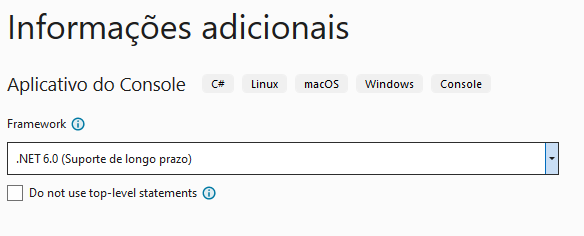 Informações adicionais
Aplicativo do Console C# Linux macOS Windows Console
Framework
.NET 6.0 (Suporte de longo prazo)
Do not use top-level statements